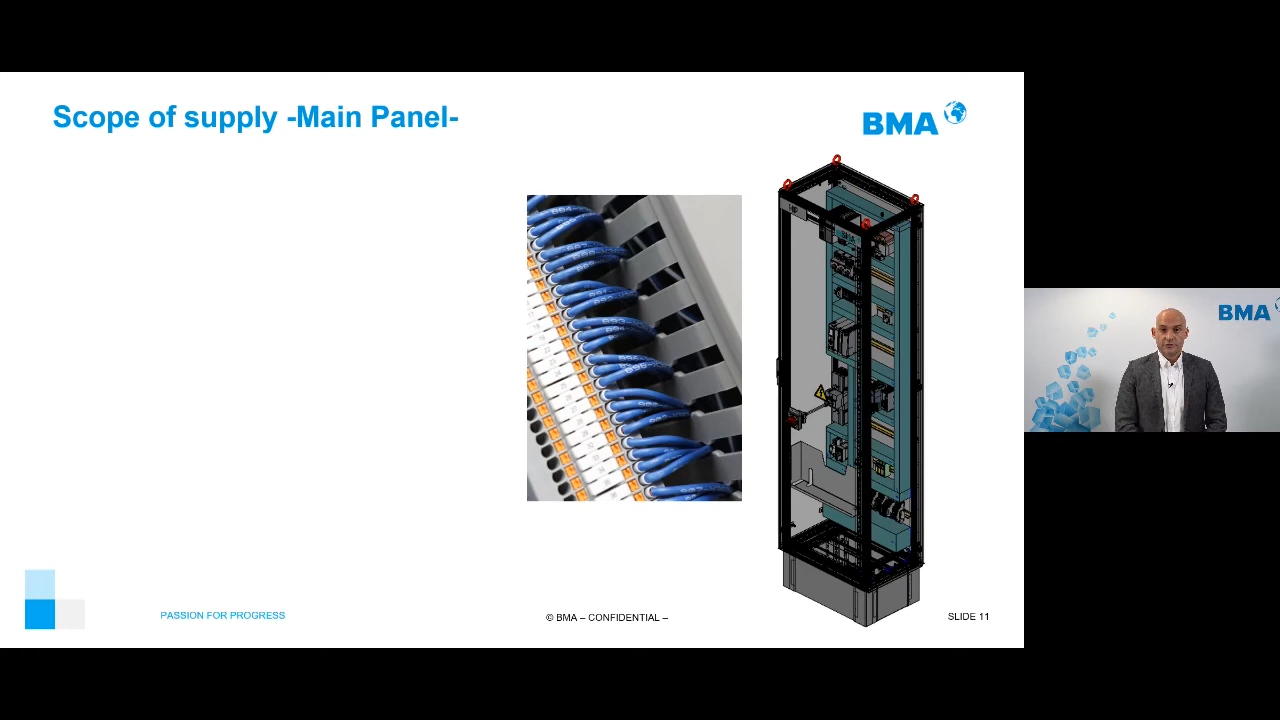 Scope of supply -Main Panel-
BMA
BMA
PASSION FOR PROGRESS
© BMA – CONFIDENTIAL –
SLIDE 11